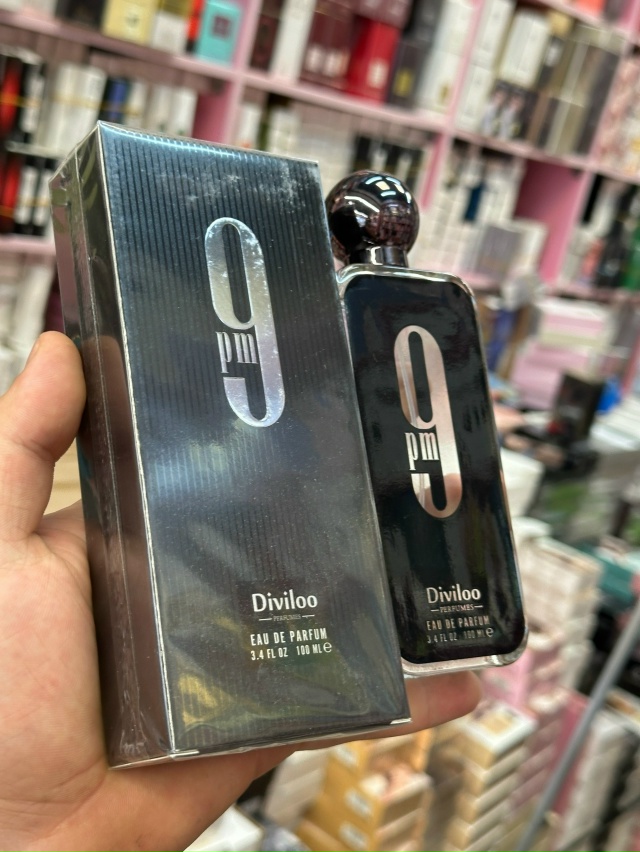 9
pm
Diviloo
PERFUMES
EAU DE PARFUM
3.4 FL OZ 100 ML e
9
pm
Diviloo
PERFUMES
EAU DE PARFUM
3.4 FL OZ 100 ML e